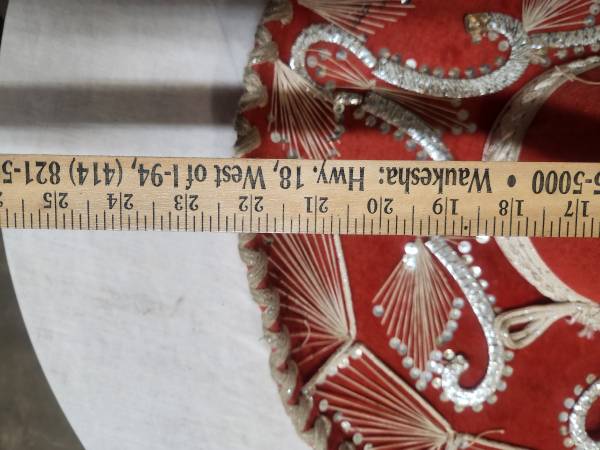 17 18 19 20 21 22 23 24 25
5-5000 • Waukesha: Hwy. 18, West of I-94, (414) 821-5